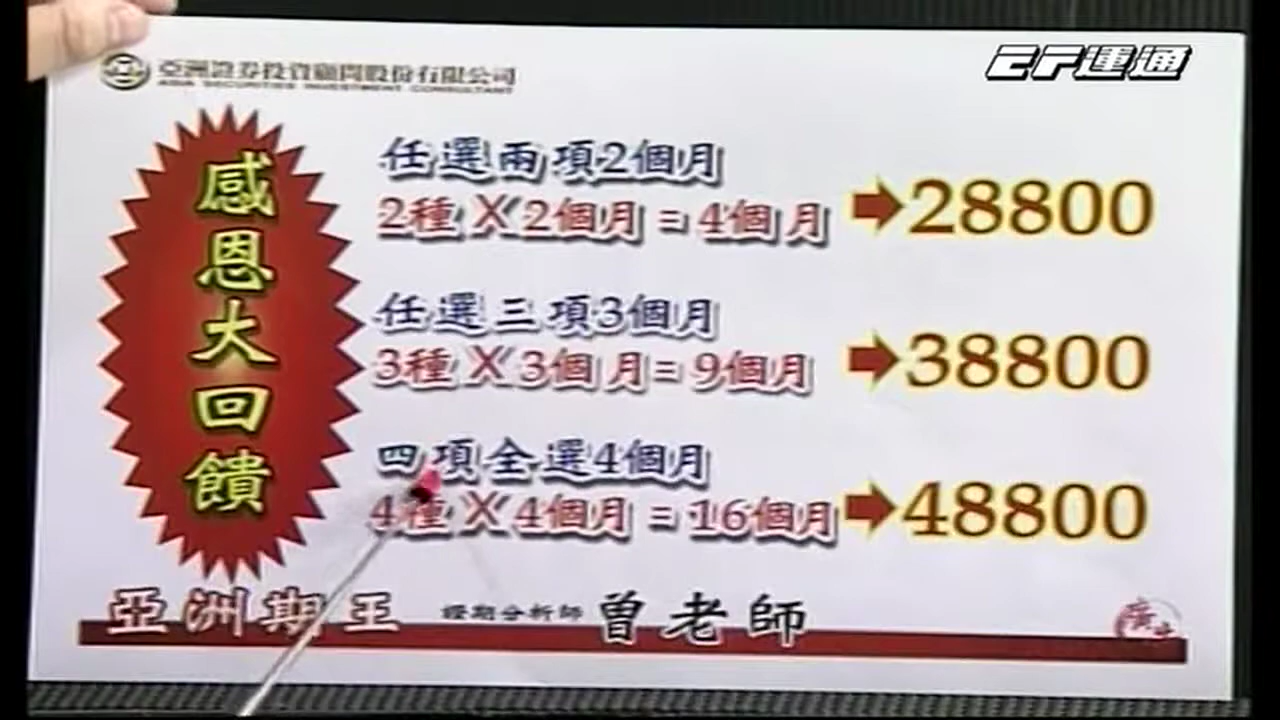 亞洲證券投資顧問股份有限公司
ASIA SECURITIES INVESTMENT CONSULTANT
ET運通
感恩大回饋
任選兩項2個月
2種X2個月=4個月
28800
任選三項3個月
3種X3個月=9個月
38800
四項全選4個月
4種X4個月=16個月
48800
亞洲期王
證期分析師
曾老師